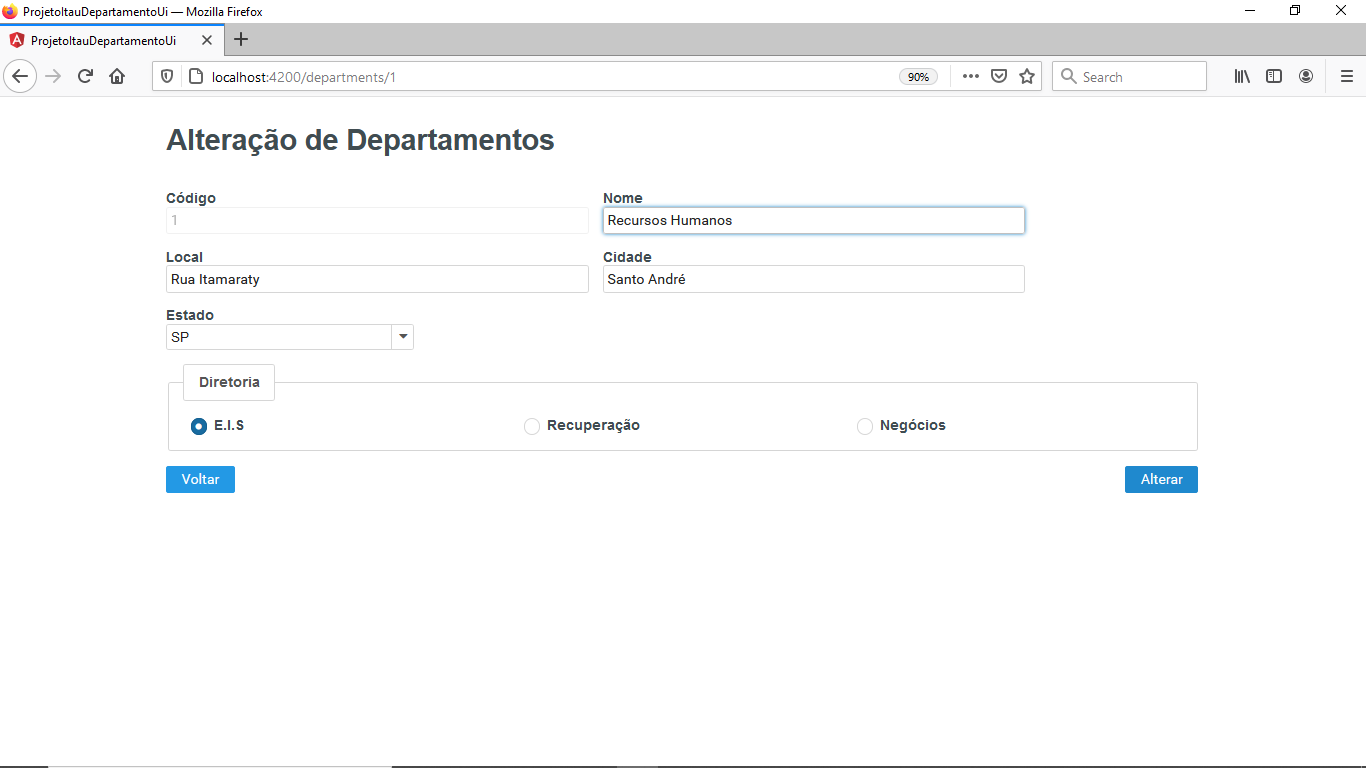 ProjetoItauDepartamentoUi — Mozilla Firefox
ProjetoItauDepartamentoUi
localhost:4200/departments/1
90%
Search
Alteração de Departamentos
Código
Nome
1
Recursos Humanos
Local
Cidade
Rua Itamaraty
Santo André
Estado
SP
Diretoria
E.I.S
Recuperação
Negócios
Voltar
Alterar